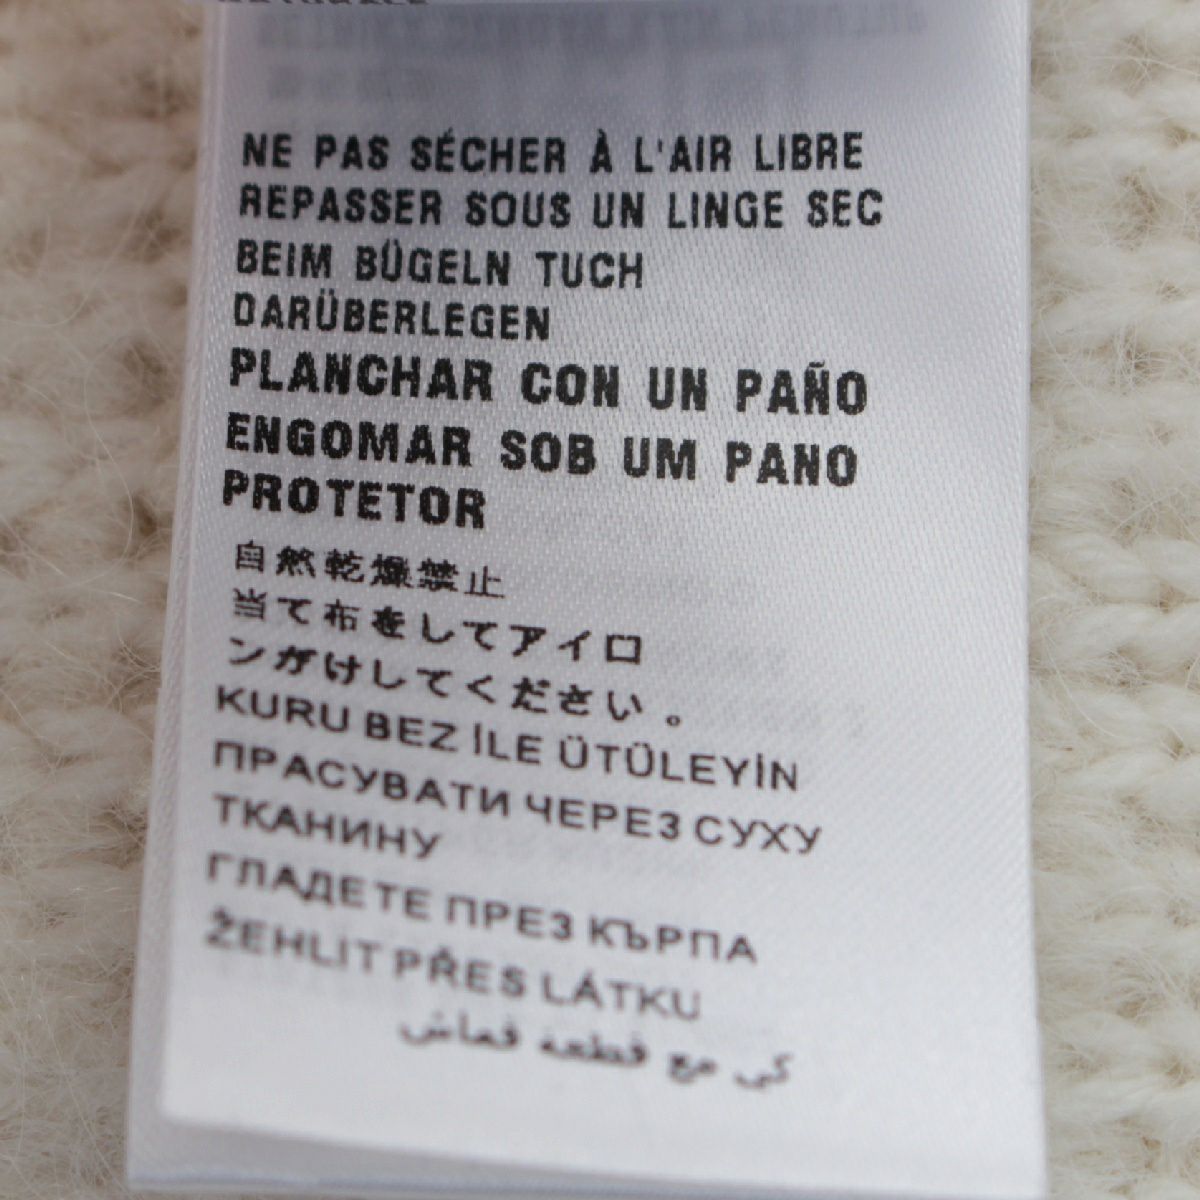 NE PAS SÉCHER À L'AIR LIBRE
REPASSER SOUS UN LINGE SEC
BEIM BÜGELN TUCH
DARÜBERLEGEN
PLANCHAR CON UN PAÑO
ENGOMAR SOB UM PANO
PROTETOR
自然乾燥禁止
当て布をしてアイロ
ンがけしてください。
KURU BEZ İLE ÜTÜLEYİN
ПРАСУВАТИ ЧЕРЕЗ СУХУ
ТКАНИНУ
ГЛАДЕТЕ ПРЕЗ КЪРПА
ŽEHLIT PŘES LÁTKU
كي مع قطعة قماش